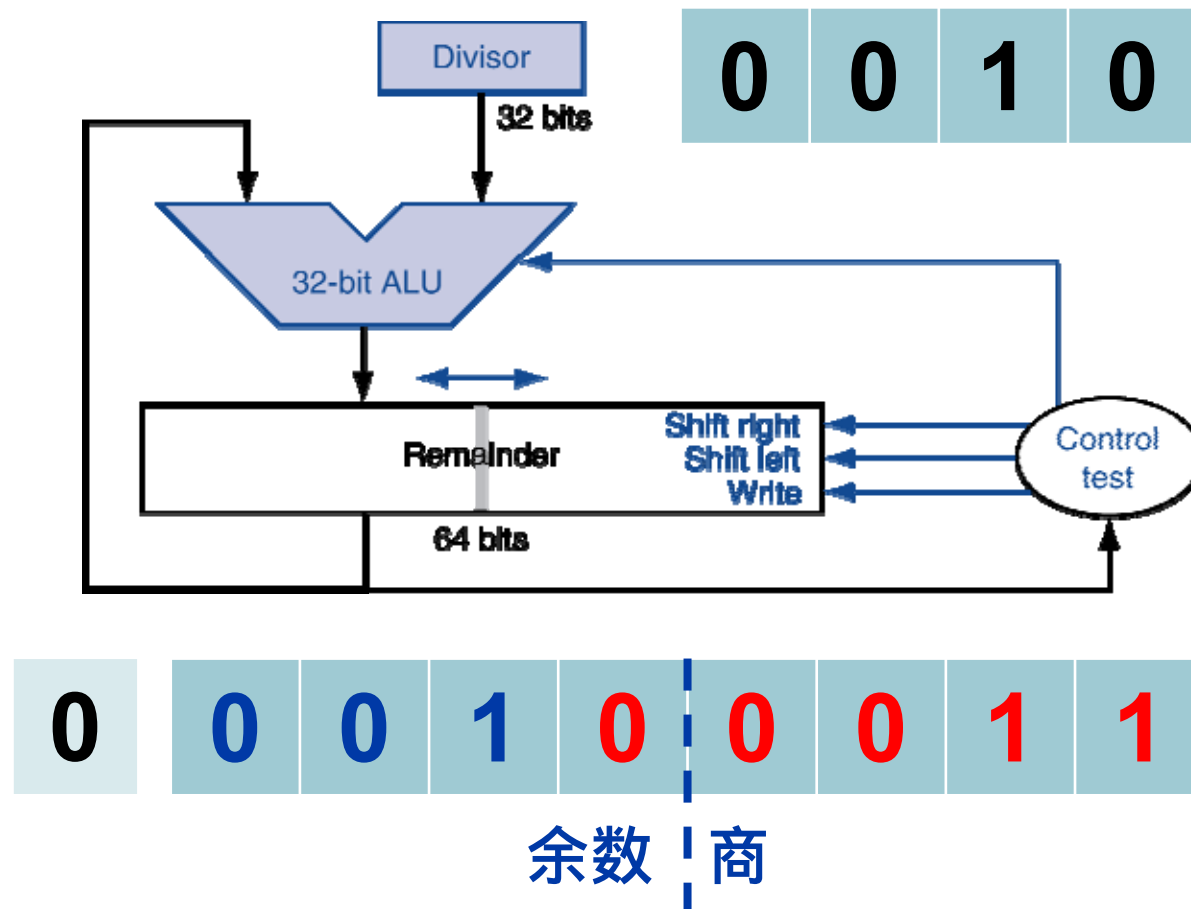 Divisor
0 0 1 0
32 bits
32-bit ALU
Remainder
Shift right
Shift left
Write
Control
test
64 bits
0 0 0 1 0 0 0 1 1
余数 商